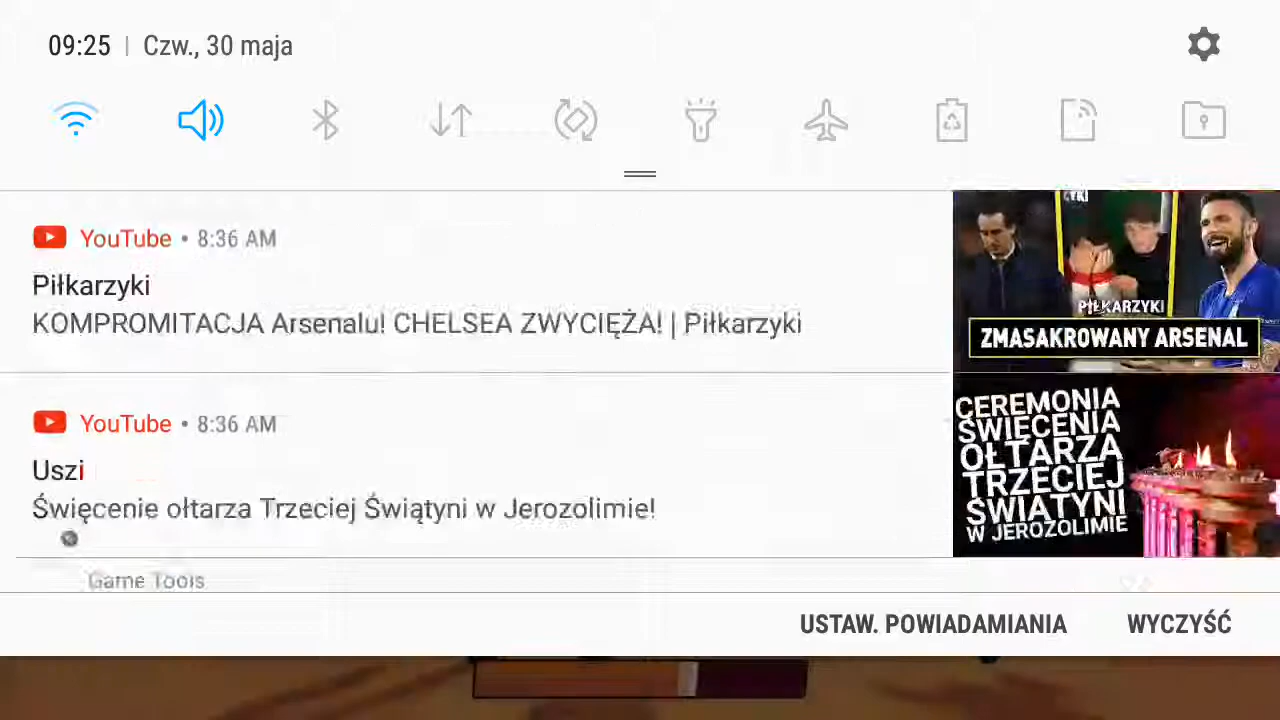 09:25 | Czw., 30 maja
YouTube • 8:36 AM
Piłkarzyki
KOMPROMITACJA Arsenalu! CHELSEA ZWYCIĘŻA! | Piłkarzyki
PIŁKARZYKI
ZMASAKROWANY ARSENAL
YouTube • 8:36 AM
Uszi
Święcenie ołtarza Trzeciej Świątyni w Jerozolimie!
CEREMONIA
ŚWIĘCENIA
OŁTARZA
TRZECIEJ
ŚWIĄTYNI
W JEROZOLIMIE
Game Tools
USTAW. POWIADAMIANIA
WYCZYŚĆ